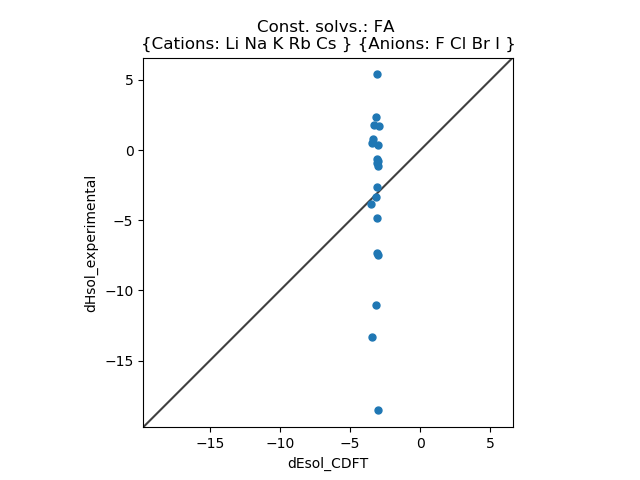 Const. solvs.: FA
{Cations: Li Na K Rb Cs } {Anions: F Cl Br I }
5
0
−5
−10
−15
dHsol_experimental
−15 −10 −5 0 5
dEsol_CDFT